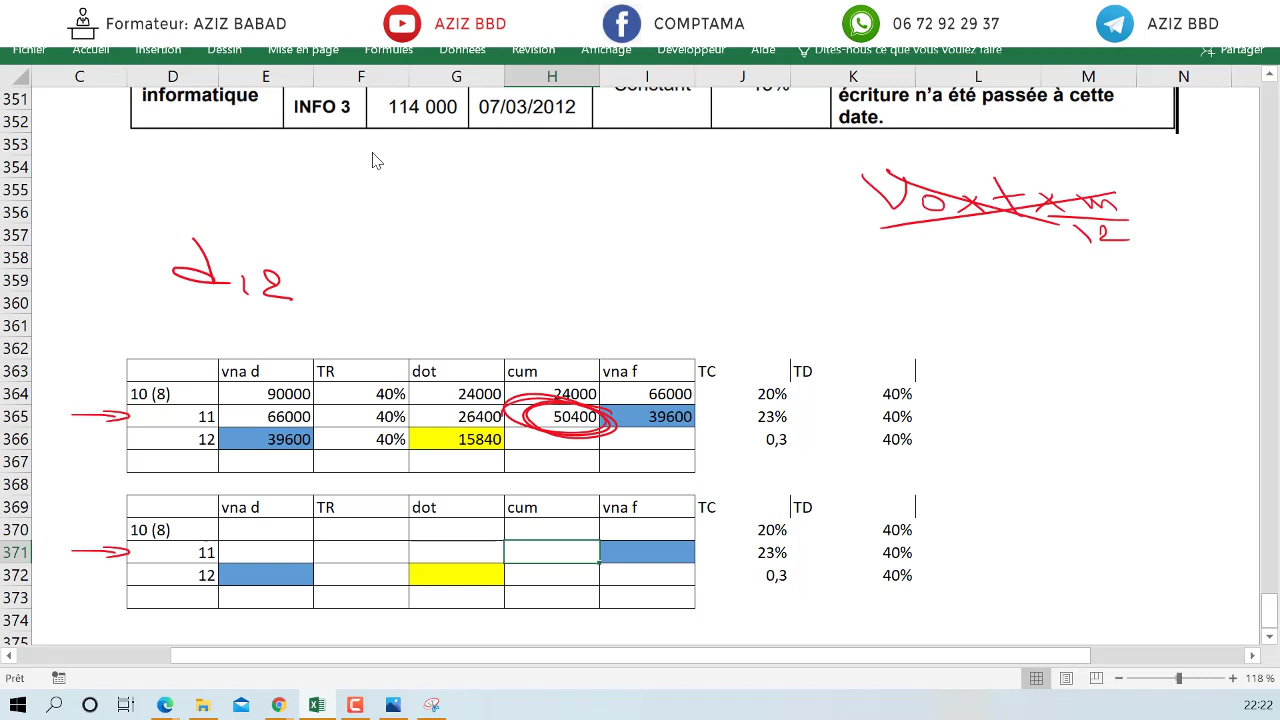 Formateur: AZIZ BABAD AZIZ BBD COMPTAMA 06 72 92 29 37 AZIZ BBD
Fichier Accueil Insertion Dessin Mise en page Formules Données Révision Affichage Développeur Aide Dites-nous ce que vous voulez faire Partager
C D E F G H I J K L M N
351 informatique Constant écriture n'a été passée à cette
352 INFO 3 114 000 07/03/2012 date.
353
354
355
356 V0 x t x m
357 12
358
359 d12
360
361
362
363 vna d TR dot cum vna f TC TD
364 10 (8) 90000 40% 24000 24000 66000 20% 40%
365 11 66000 40% 26400 50400 39600 23% 40%
366 12 39600 40% 15840 0,3 40%
367
368
369 vna d TR dot cum vna f TC TD
370 10 (8) 20% 40%
371 11 23% 40%
372 12 0,3 40%
373
374
375
Prêt 118 %
22:22